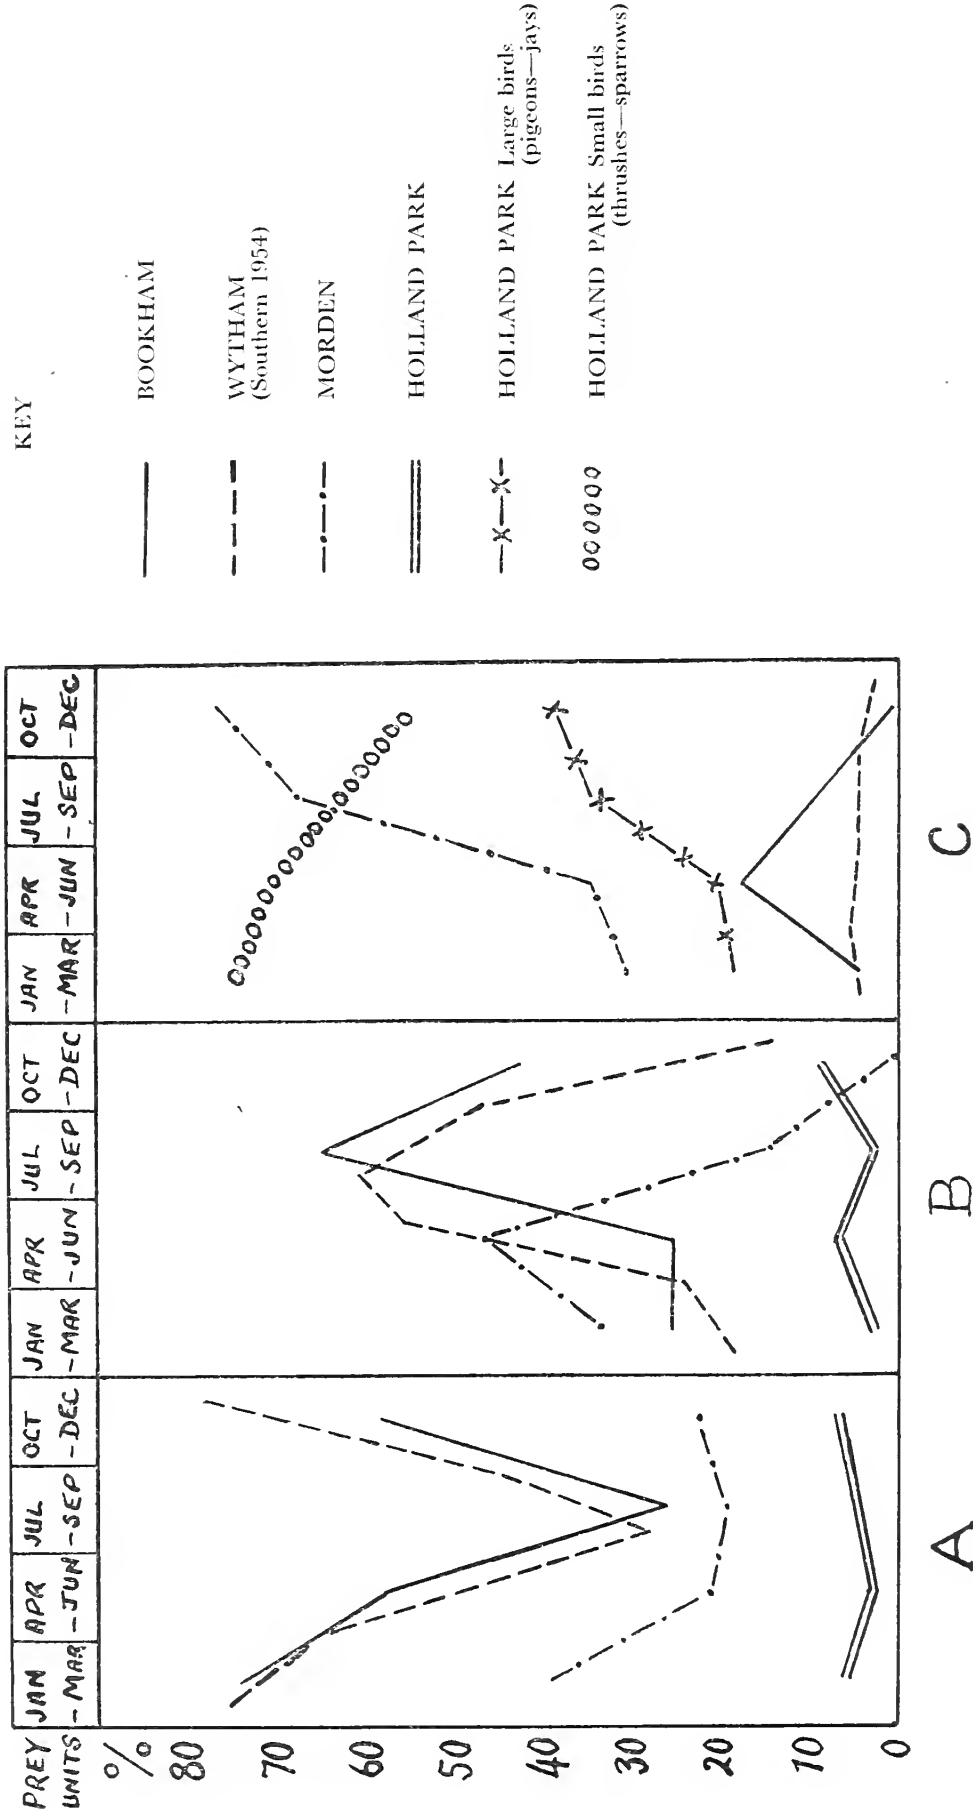 KEY
BOOKHAM
WYTHAM
(Southern 1954)
MORDEN
HOLLAND PARK
HOLLAND PARK Large birds
(pigeons—jays)
HOLLAND PARK Small birds
(thrushes—sparrows)
PREY JAN APR JUL OCT JAN APR JUL OCT JAN APR JUL OCT
UNITS -MAR -JUN -SEP -DEC -MAR -JUN -SEP -DEC -MAR -JUN -SEP -DEC
%
80
70
60
50
40
30
20
10
0
A B C